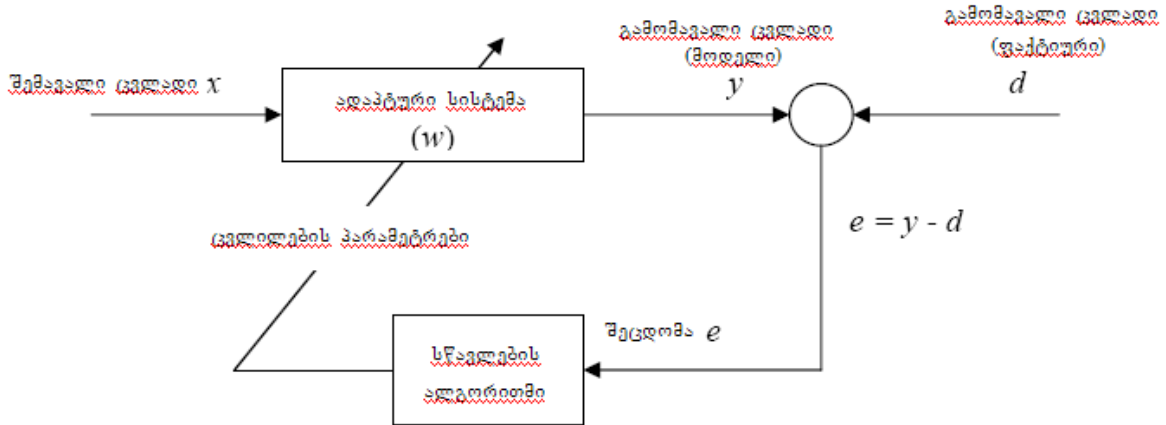 გამომავალი ცვლადი
(ფაქტიური)
d
გამომავალი ცვლადი
(მოდელი)
y
შემავალი ცვლადი x
ადაპტური სისტემა
(w)
e = y - d
ცვლილების პარამეტრები
შეცდომა e
სწავლების
ალგორითმი